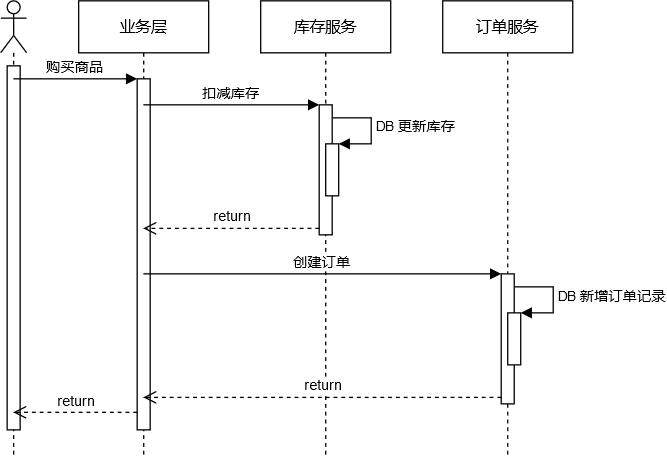 业务层
库存服务
订单服务
购买商品
扣减库存
DB 更新库存
return
创建订单
DB 新增订单记录
return
return